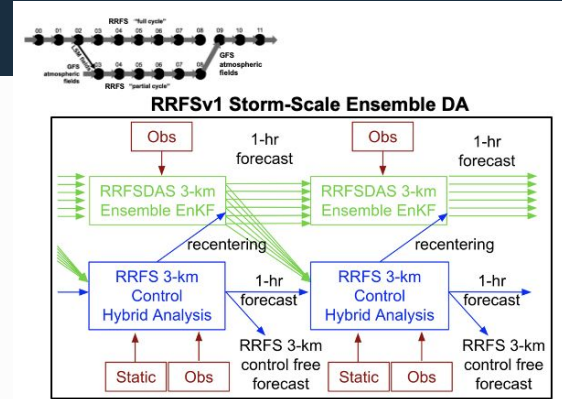 RRFS "full cycle"
00 01 02 03 04 05 06 07 08 09 10 11
LSM fields
GFS
atmospheric
fields
03 04 05 06 07 08
RRFS "partial cycle"
GFS
atmospheric
fields
RRFSv1 Storm-Scale Ensemble DA
Obs
1-hr
forecast
Obs
1-hr
forecast
RRFSDAS 3-km
Ensemble EnKF
RRFSDAS 3-km
Ensemble EnKF
recentering
recentering
RRFS 3-km
Control
Hybrid Analysis
1-hr
forecast
RRFS 3-km
Control
Hybrid Analysis
1-hr
forecast
RRFS 3-km
control free
forecast
RRFS 3-km
control free
forecast
Static
Obs
Static
Obs